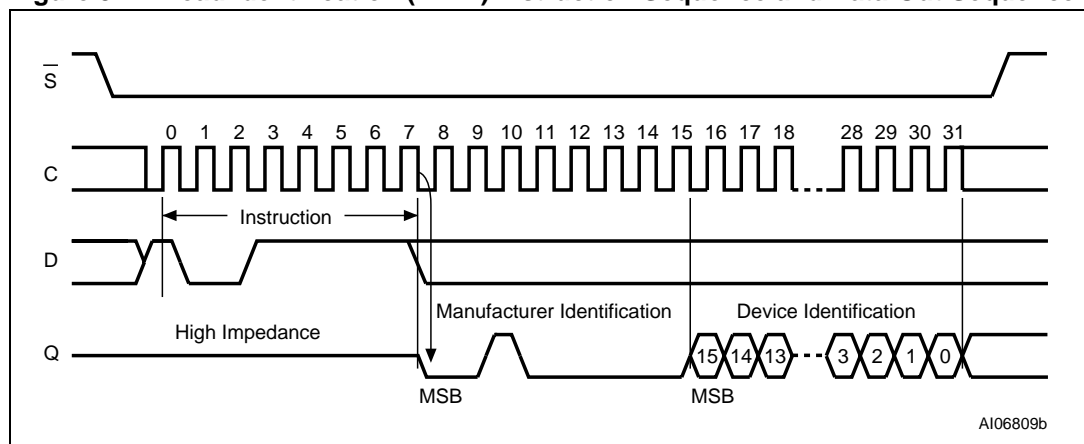 S
0 1 2 3 4 5 6 7 8 9 10 11 12 13 14 15 16 17 18 28 29 30 31
C
Instruction
D
Manufacturer Identification Device Identification
High Impedance
Q
15 14 13 3 2 1 0
MSB MSB
AI06809b